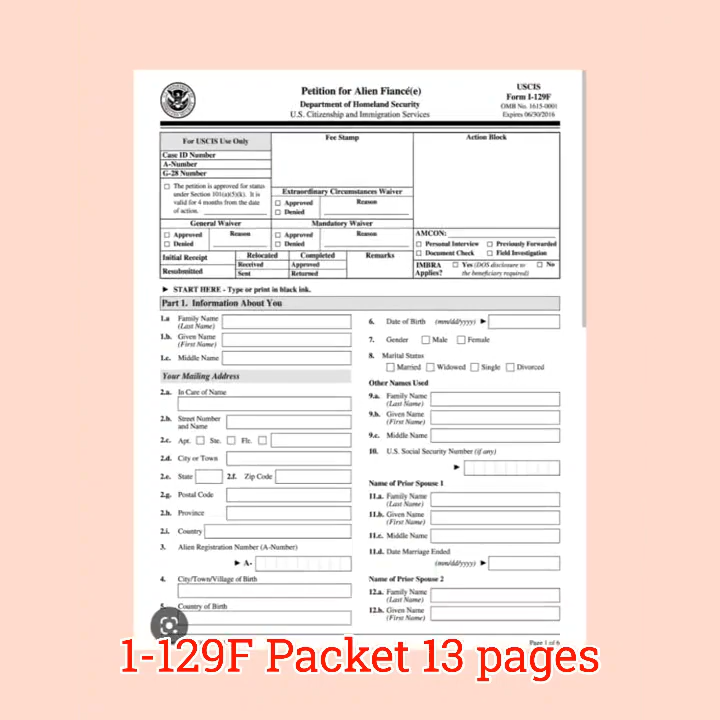 Petition for Alien Fiancé(e)
Department of Homeland Security
U.S. Citizenship and Immigration Services
USCIS
Form I-129F
OMB No. 1615-0001
Expires 06/30/2016
For USCIS Use Only
Fee Stamp
Action Block
Case ID Number
A-Number
G-28 Number
The petition is approved for status
under Section 101(a)(5)(k). It is
valid for 4 months from the date
of action.
Extraordinary Circumstances Waiver
Approved Reason
Denied
General Waiver
Approved Reason
Denied
Mandatory Waiver
Approved Reason
Denied
AMCON:
Personal Interview Previously Forwarded
Document Check Field Investigation
Initial Receipt
Resubmitted
Relocated
Received
Sent
Completed
Approved
Returned
Remarks
IMBRA Yes (DOS disclosure to No
Applies? the beneficiary required)
► START HERE - Type or print in black ink.
Part 1. Information About You
1.a Family Name
(Last Name)
1.b. Given Name
(First Name)
1.c. Middle Name
Your Mailing Address
2.a. In Care of Name
2.b. Street Number
and Name
2.c. Apt. Ste. Flr.
2.d. City or Town
2.e. State 2.f. Zip Code
2.g. Postal Code
2.h. Province
2.i. Country
3. Alien Registration Number (A-Number)
► A-
4. City/Town/Village of Birth
5. Country of Birth
6. Date of Birth (mm/dd/yyyy) ►
7. Gender Male Female
8. Marital Status
Married Widowed Single Divorced
Other Names Used
9.a. Family Name
(Last Name)
9.b. Given Name
(First Name)
9.c. Middle Name
10. U.S. Social Security Number (if any)
►
Name of Prior Spouse 1
11.a. Family Name
(Last Name)
11.b. Given Name
(First Name)
11.c. Middle Name
11.d. Date Marriage Ended
(mm/dd/yyyy) ►
Name of Prior Spouse 2
12.a. Family Name
(Last Name)
12.b. Given Name
(First Name)
Page 1 of 6
1-129F Packet 13 pages